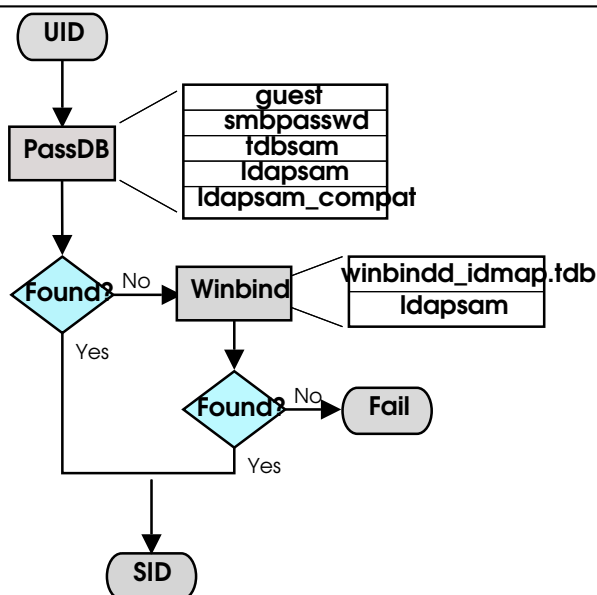 UID
PassDB
guest
smbpasswd
tdbsam
ldapsam
ldapsam_compat
Found?
No
Winbind
winbindd_idmap.tdb
ldapsam
Yes
Found?
No
Fail
Yes
SID